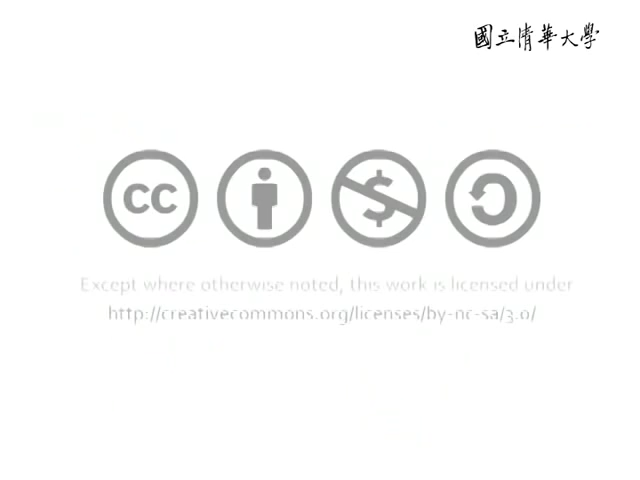 國立清華大學
CC
Except where otherwise noted, this work is licensed under
http://creativecommons.org/licenses/by-nc-sa/3.0/